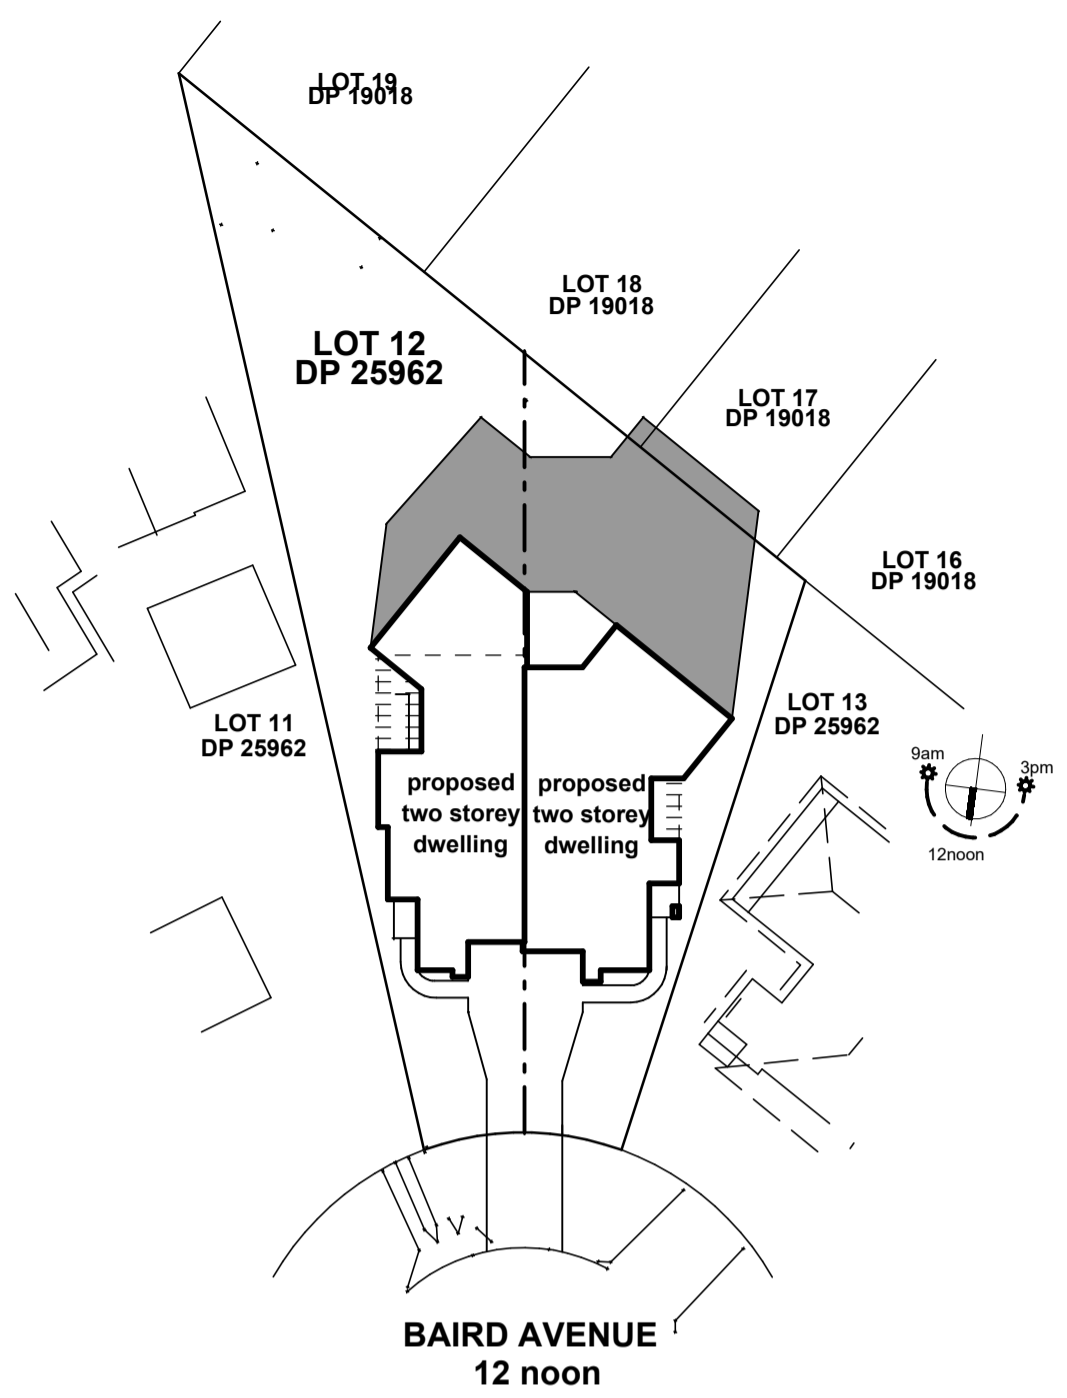 LOT 19
DP 19018
LOT 18
DP 19018
LOT 12
DP 25962
LOT 17
DP 19018
LOT 16
DP 19018
LOT 11
DP 25962
LOT 13
DP 25962
9am
3pm
12noon
proposed
two storey
dwelling
proposed
two storey
dwelling
BAIRD AVENUE
12 noon